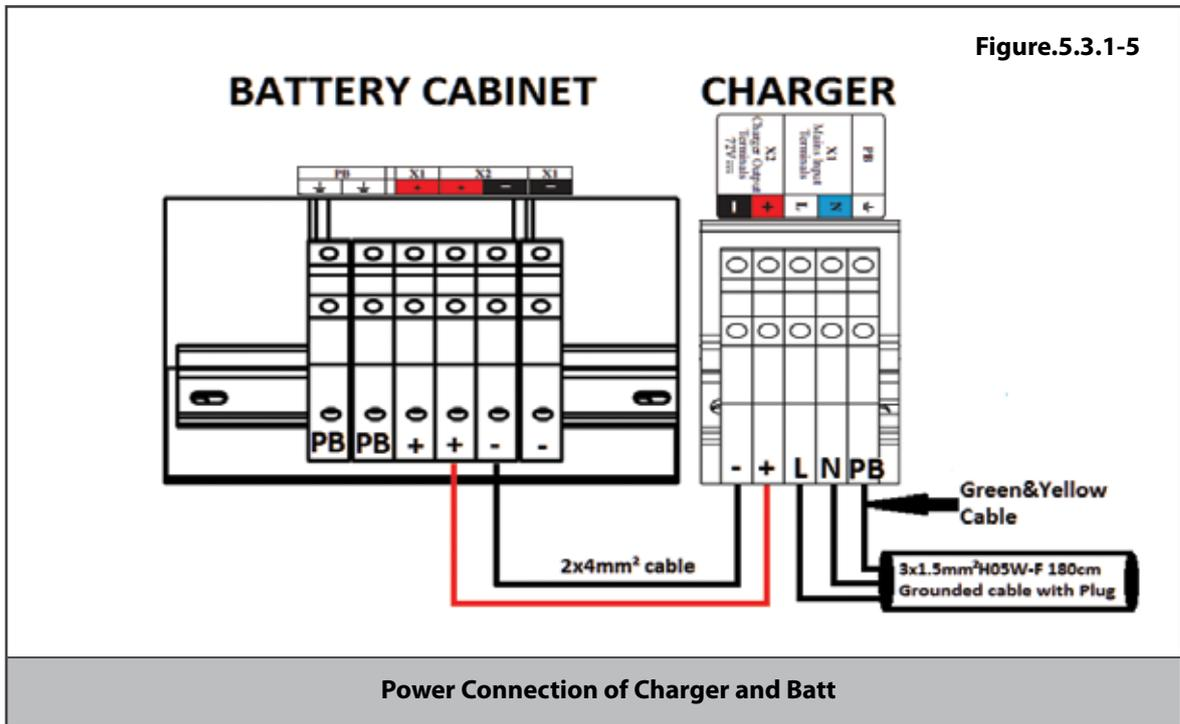 Figure.5.3.1-5
BATTERY CABINET
CHARGER
PB X1 X2 X1
- - - -
X2
Charger Output
Terminals
72V
X1
Mains Input
Terminals
PB
- + L N
PB PB + + - -
- + L N PB
Green&Yellow
Cable
2x4mm² cable
3x1.5mm²H05W-F 180cm
Grounded cable with Plug
Power Connection of Charger and Batt